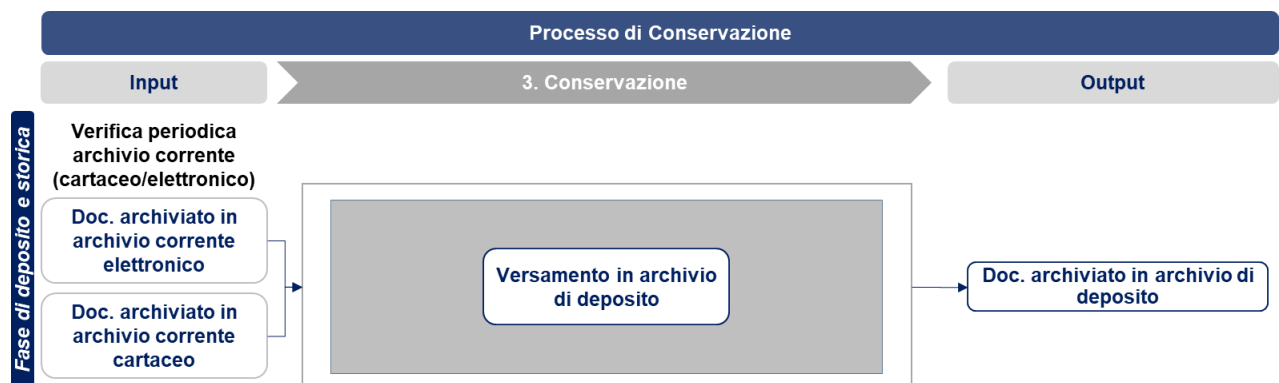 Processo di Conservazione
Input
3. Conservazione
Output
Fase di deposito e storica
Verifica periodica
archivio corrente
(cartaceo/elettronico)
Doc. archiviato in
archivio corrente
elettronico
Doc. archiviato in
archivio corrente
cartaceo
Versamento in archivio
di deposito
Doc. archiviato in archivio di
deposito